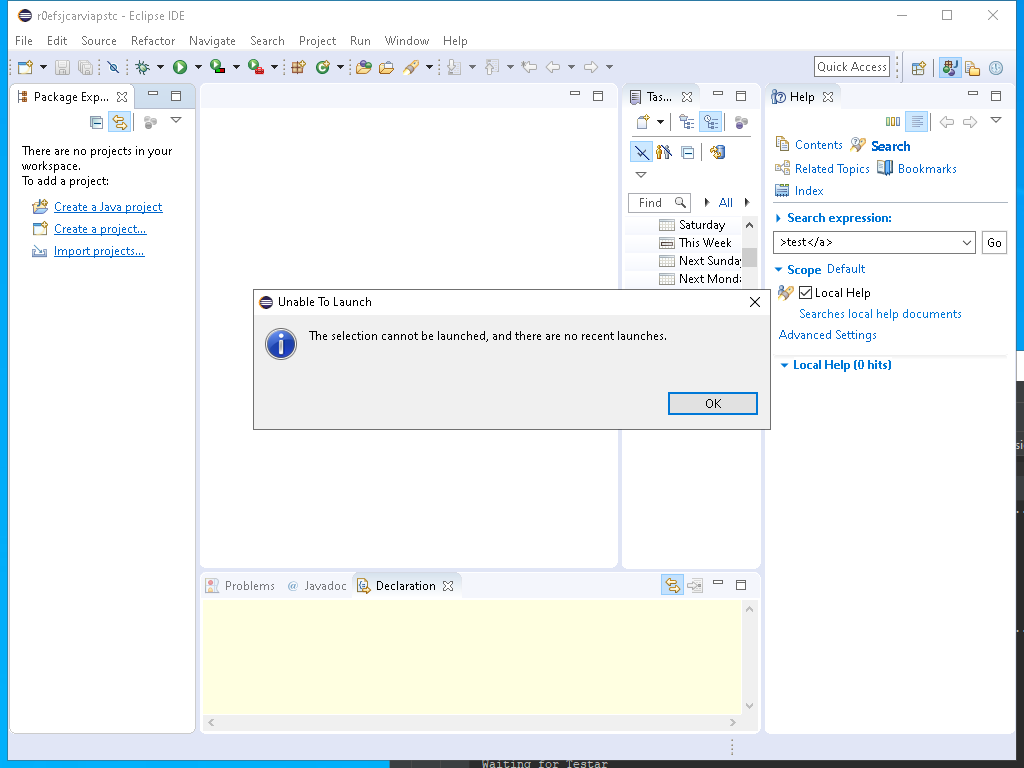 r0efsjcarviapstc - Eclipse IDE
File Edit Source Refactor Navigate Search Project Run Window Help
Quick Access
Package Exp...
There are no projects in your
workspace.
To add a project:
Create a Java project
Create a project...
Import projects...
Tas...
Find All
Saturday
This Week
Next Sunday
Next Mond
Help
Contents Search
Related Topics Bookmarks
Index
Search expression:
>test</a> Go
Scope Default
Local Help
Searches local help documents
Advanced Settings
Local Help (0 hits)
Unable To Launch
The selection cannot be launched, and there are no recent launches.
OK
Problems @ Javadoc Declaration
Waiting for Testar